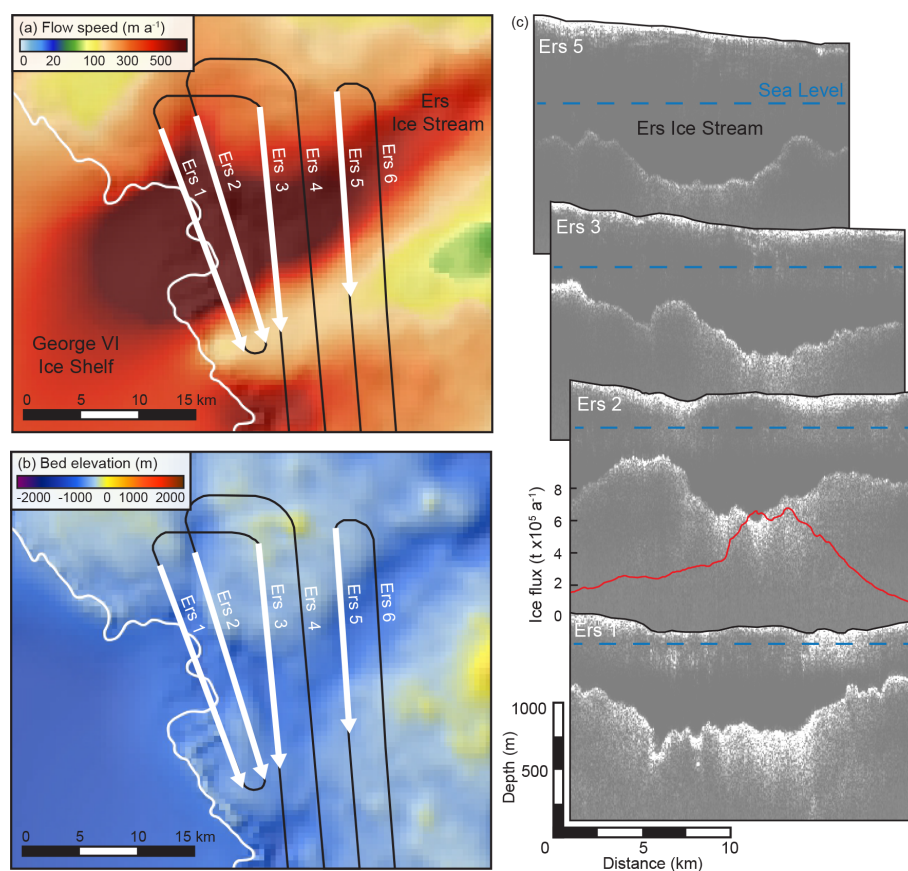 (a) Flow speed (m a⁻¹)
0 20 100 300 500
Ers
Ice Stream
Ers 1
Ers 2
Ers 3
Ers 4
Ers 5
Ers 6
George VI
Ice Shelf
0 5 10 15 km
(b) Bed elevation (m)
-2000 -1000 0 1000 2000
Ers 1
Ers 2
Ers 3
Ers 4
Ers 5
Ers 6
0 5 10 15 km
(c)
Ers 5
Sea Level
Ers Ice Stream
Ers 3
Ers 2
8
6
4
2
0
Ice flux (t x10⁵ a⁻¹)
Ers 1
1000
500
Depth (m)
0 5 10
Distance (km)